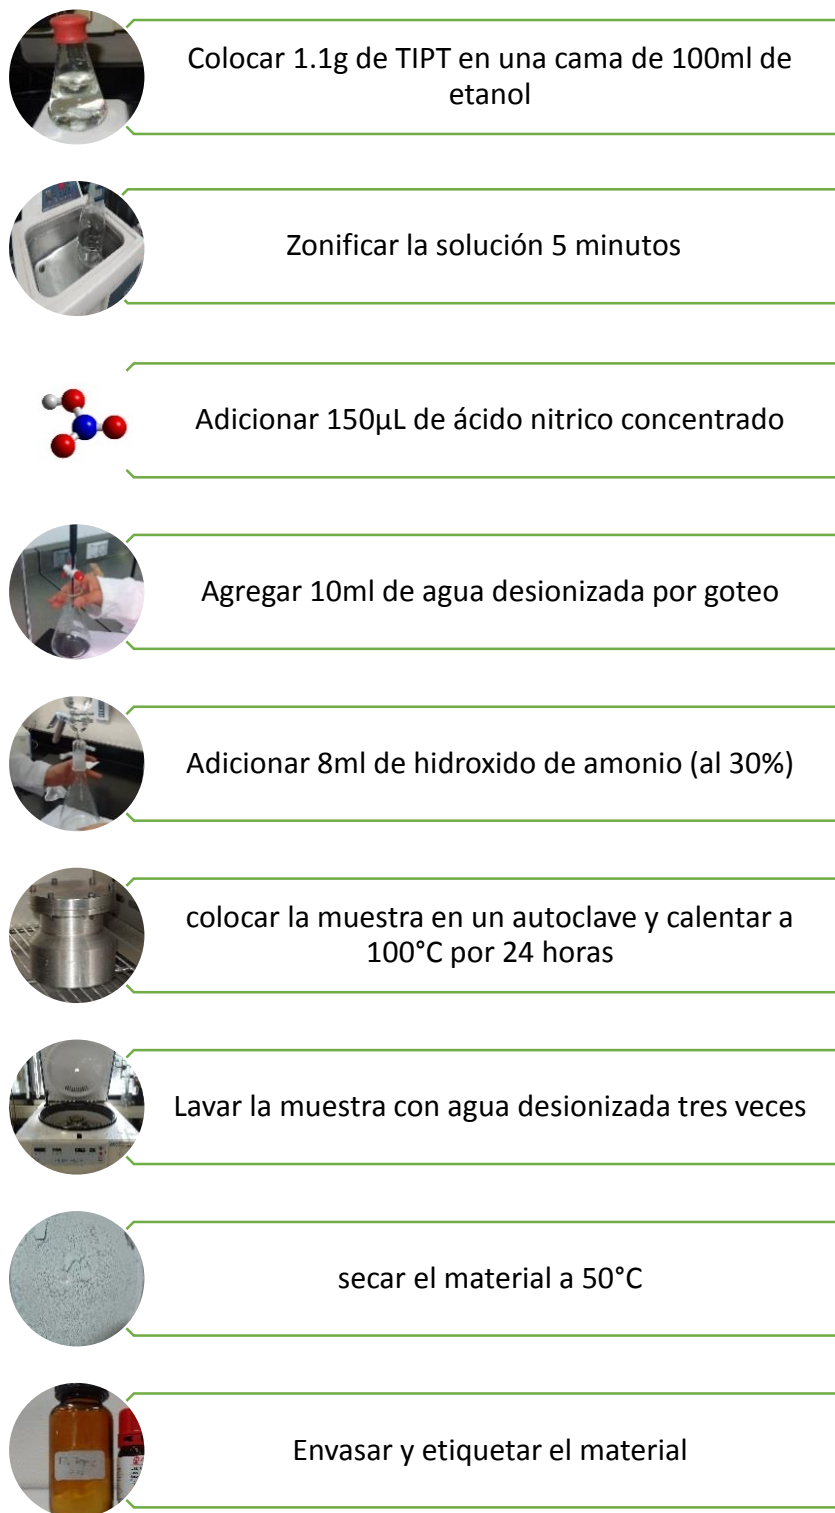 Colocar 1.1g de TIPT en una cama de 100ml de
etanol
Zonificar la solución 5 minutos
Adicionar 150µL de ácido nitrico concentrado
Agregar 10ml de agua desionizada por goteo
Adicionar 8ml de hidroxido de amonio (al 30%)
colocar la muestra en un autoclave y calentar a
100°C por 24 horas
Lavar la muestra con agua desionizada tres veces
secar el material a 50°C
Envasar y etiquetar el material